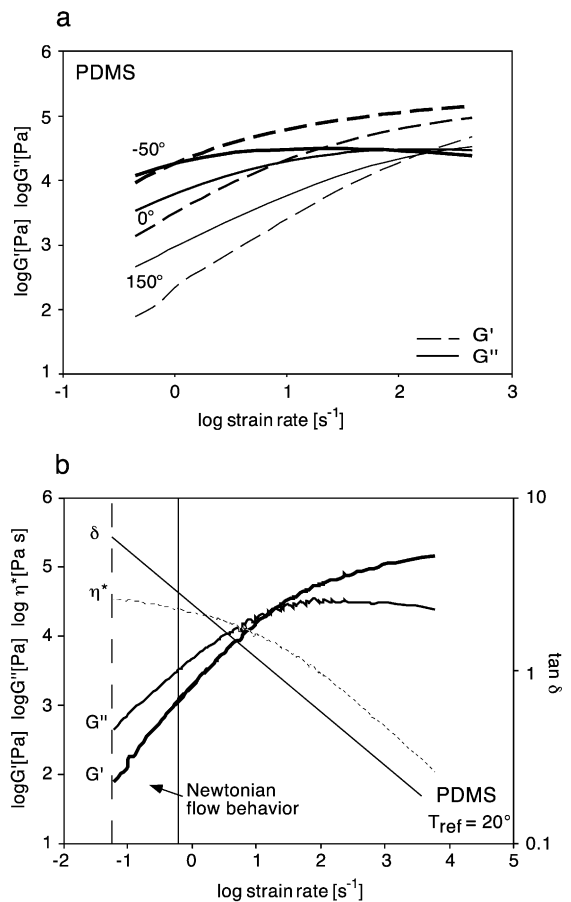 a
6
5
4
3
2
1
logG'[Pa] logG"[Pa]
PDMS
-50°
0°
150°
G'
G"
-1
0
1
2
3
log strain rate [s-1]
b
6
5
4
3
2
1
logG'[Pa] logG"[Pa] log η*[Pa s]
10
1
0.1
tan δ
δ
η*
G"
G'
Newtonian
flow behavior
PDMS
Tref = 20°
-2
-1
0
1
2
3
4
5
log strain rate [s-1]